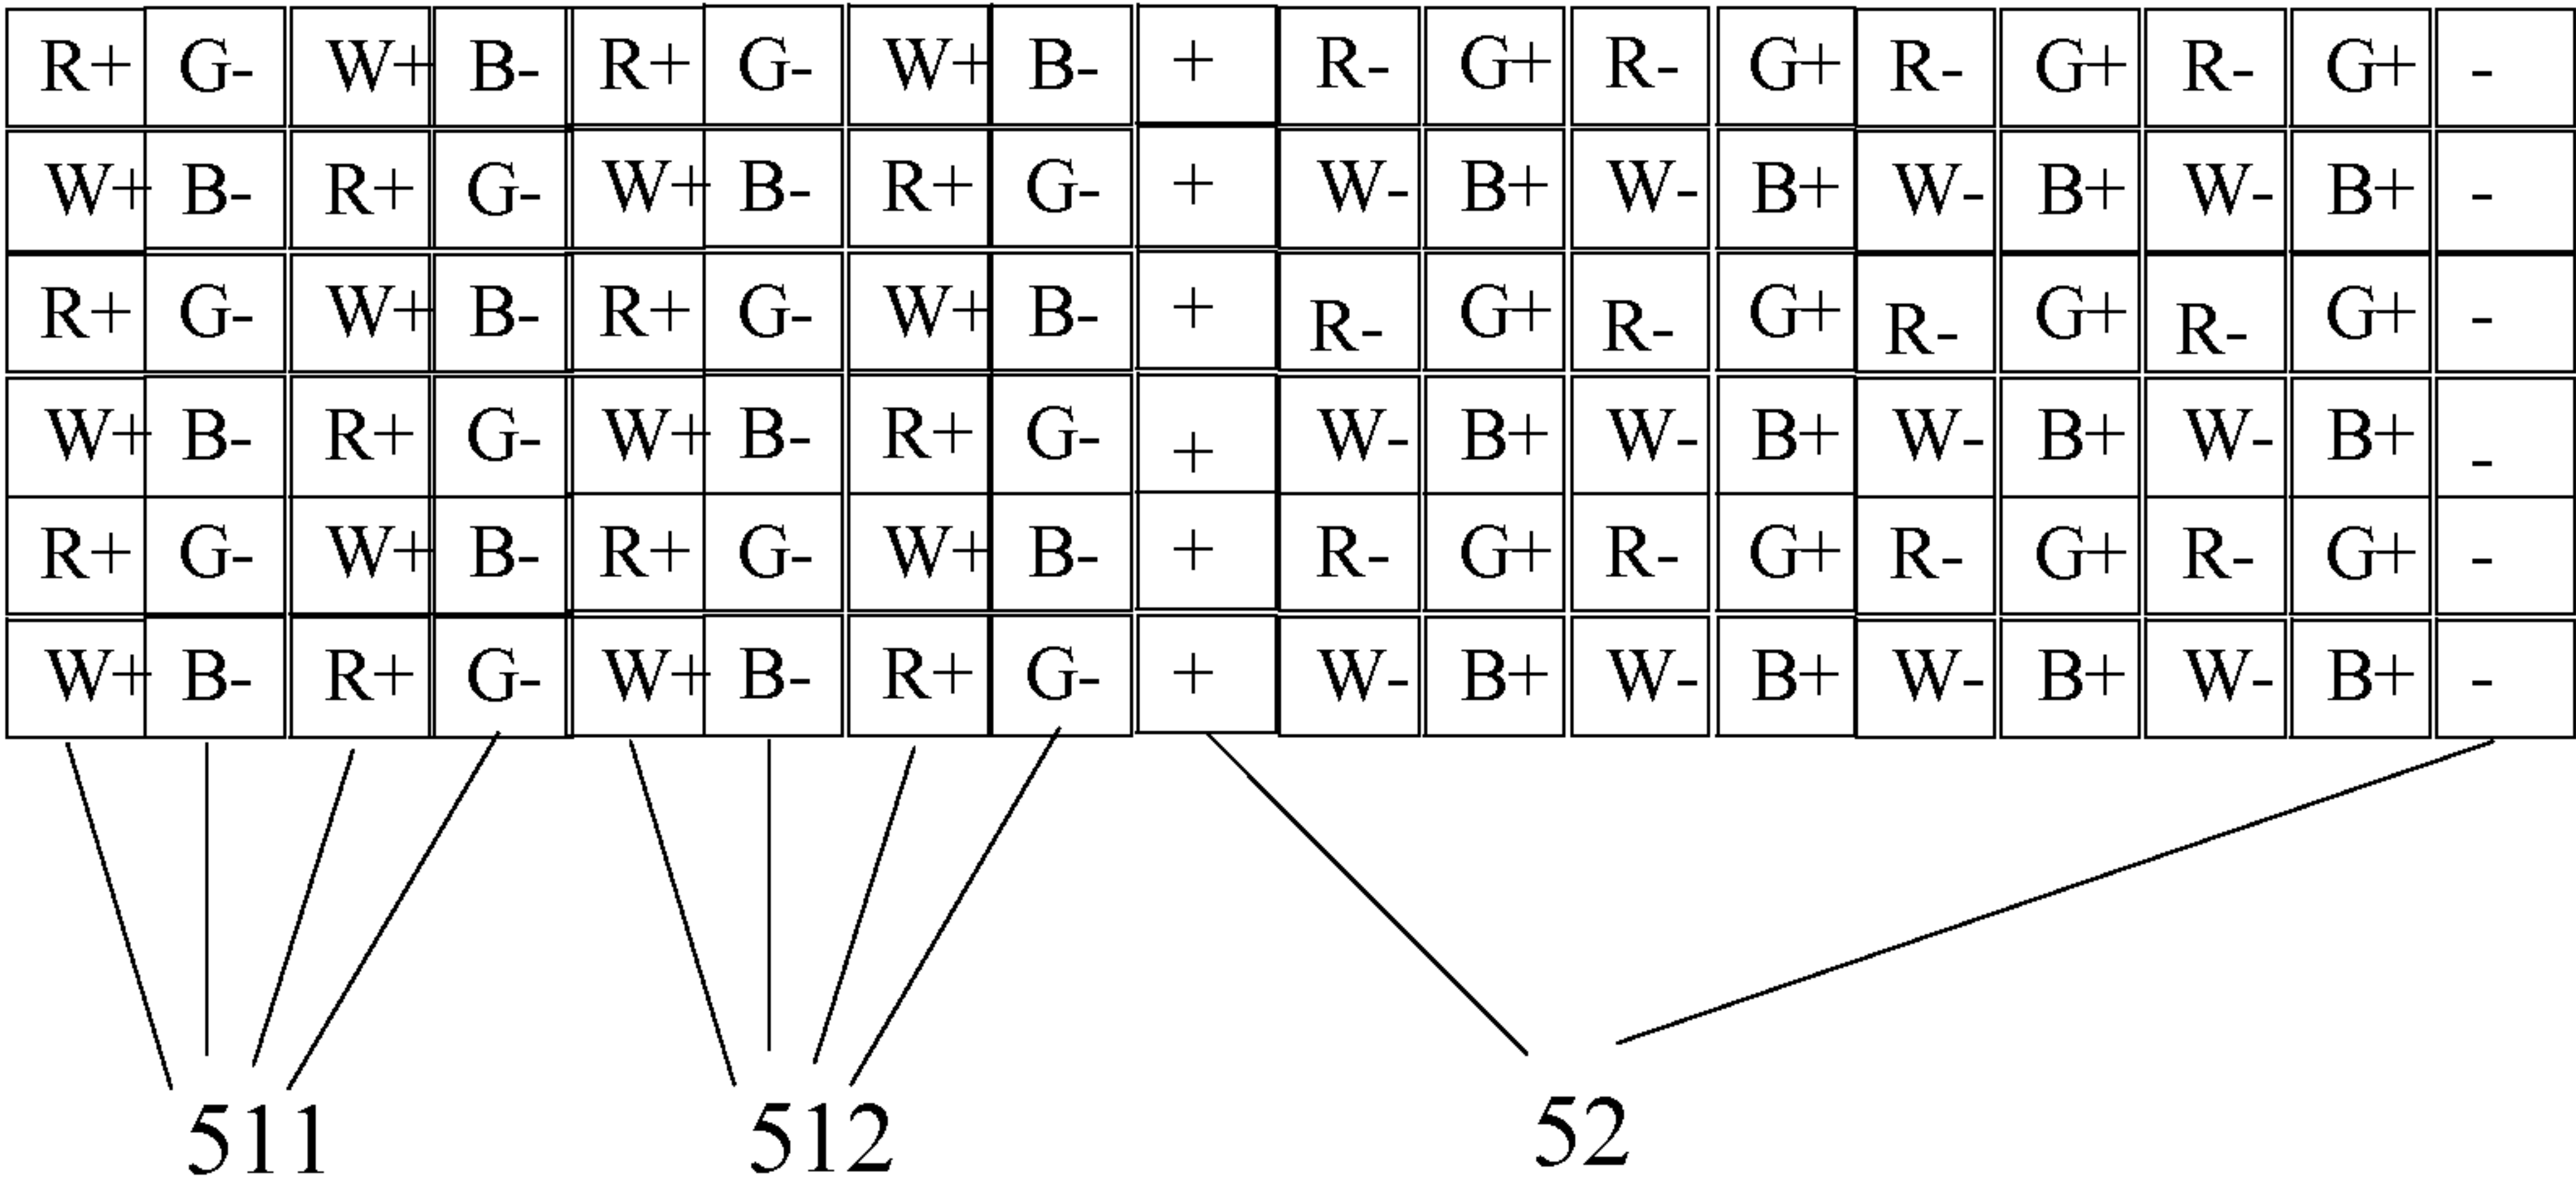 R+ G- W+ B- R+ G- W+ B- + R- G+ R- G+ R- G+ R- G+ -
W+ B- R+ G- W+ B- R+ G- + W- B+ W- B+ W- B+ W- B+ -
R+ G- W+ B- R+ G- W+ B- + R- G+ R- G+ R- G+ R- G+ -
W+ B- R+ G- W+ B- R+ G- + W- B+ W- B+ W- B+ W- B+ -
R+ G- W+ B- R+ G- W+ B- + R- G+ R- G+ R- G+ R- G+ -
W+ B- R+ G- W+ B- R+ G- + W- B+ W- B+ W- B+ W- B+ -
511 512 52